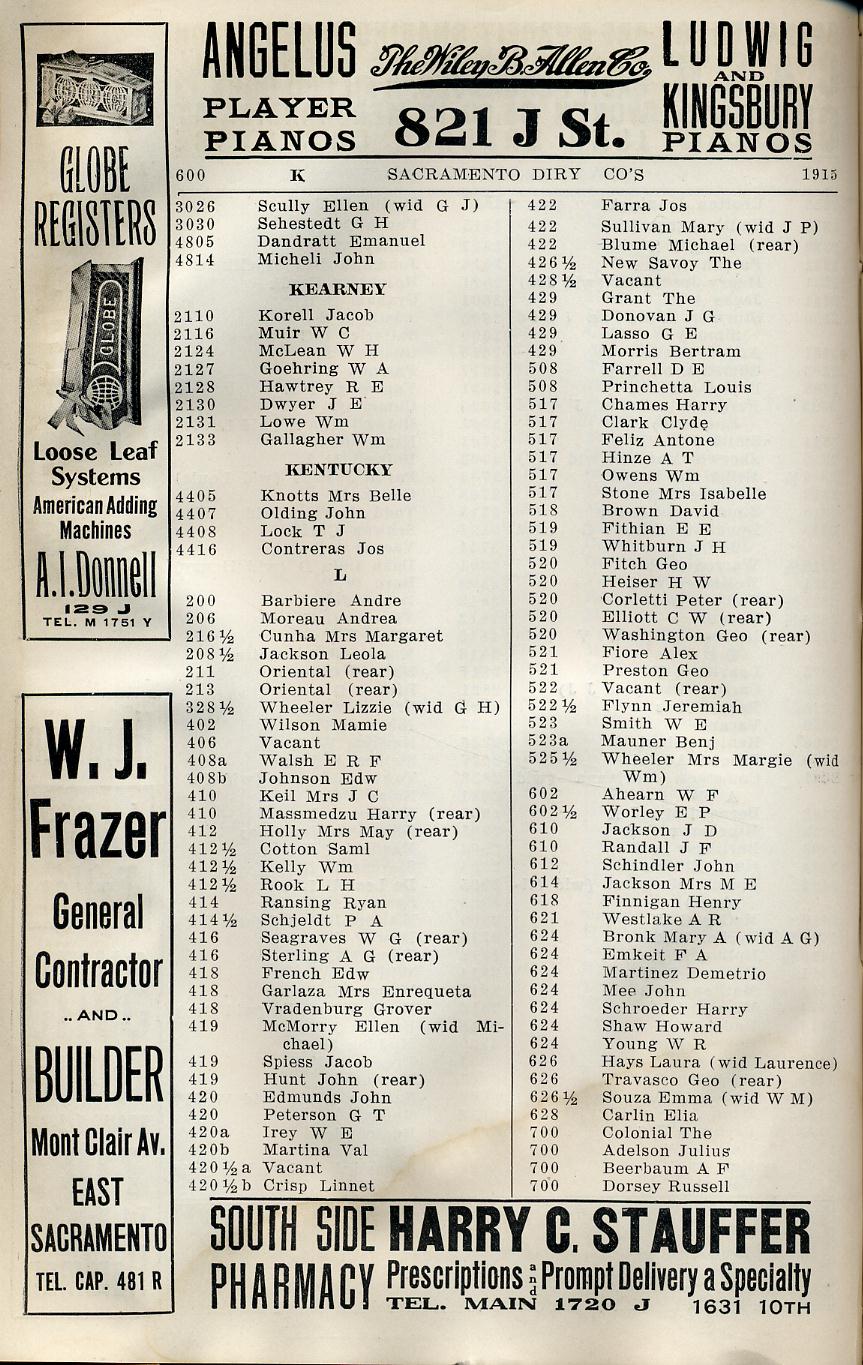 ANGELUS
PLAYER
PIANOS
The Wiley B. Allen Co.
821 J St.
LUDWIG
AND
KINGSBURY
PIANOS
GLOBE
REGISTERS
GLOBE
Loose Leaf
Systems
American Adding
Machines
A.I. Donnell
129 J
TEL. M 1751 Y
W. J.
Frazer
General
Contractor
.. AND ..
BUILDER
Mont Clair Av.
EAST
SACRAMENTO
TEL. CAP. 481 R
600 K SACRAMENTO DIRY CO'S 1915
3026 Scully Ellen (wid G J)
3030 Sehestedt G H
4805 Dandratt Emanuel
4814 Micheli John
KEARNEY
2110 Korell Jacob
2116 Muir W C
2124 McLean W H
2127 Goehring W A
2128 Hawtrey R E
2130 Dwyer J E
2131 Lowe Wm
2133 Gallagher Wm
KENTUCKY
4405 Knotts Mrs Belle
4407 Olding John
4408 Lock T J
4416 Contreras Jos
L
200 Barbiere Andre
206 Moreau Andrea
216½ Cunha Mrs Margaret
208½ Jackson Leola
211 Oriental (rear)
213 Oriental (rear)
328½ Wheeler Lizzie (wid G H)
402 Wilson Mamie
406 Vacant
408a Walsh E R F
408b Johnson Edw
410 Keil Mrs J C
410 Massmedzu Harry (rear)
412 Holly Mrs May (rear)
412½ Cotton Saml
412½ Kelly Wm
412½ Rook L H
414 Ransing Ryan
414½ Schjeldt P A
416 Seagraves W G (rear)
416 Sterling A G (rear)
418 French Edw
418 Garlaza Mrs Enrequeta
418 Vradenburg Grover
419 McMorry Ellen (wid Mi-
chael)
419 Spiess Jacob
419 Hunt John (rear)
420 Edmunds John
420 Peterson G T
420a Irey W E
420b Martina Val
420½a Vacant
420½b Crisp Linnet
422 Farra Jos
422 Sullivan Mary (wid J P)
422 Blume Michael (rear)
426½ New Savoy The
428½ Vacant
429 Grant The
429 Donovan J G
429 Lasso G E
429 Morris Bertram
508 Farrell D E
508 Princhetta Louis
517 Chames Harry
517 Clark Clyde
517 Feliz Antone
517 Hinze A T
517 Owens Wm
517 Stone Mrs Isabelle
518 Brown David
519 Fithian E E
519 Whitburn J H
520 Fitch Geo
520 Heiser H W
520 Corletti Peter (rear)
520 Elliott C W (rear)
520 Washington Geo (rear)
521 Fiore Alex
521 Preston Geo
522 Vacant (rear)
522½ Flynn Jeremiah
523 Smith W E
523a Mauner Benj
525½ Wheeler Mrs Margie (wid
Wm)
602 Ahearn W F
602½ Worley E P
610 Jackson J D
610 Randall J F
612 Schindler John
614 Jackson Mrs M E
618 Finnigan Henry
621 Westlake A R
624 Bronk Mary A (wid A G)
624 Emkeit F A
624 Martinez Demetrio
624 Mee John
624 Schroeder Harry
624 Shaw Howard
624 Young W R
626 Hays Laura (wid Laurence)
626 Travasco Geo (rear)
626½ Souza Emma (wid W M)
628 Carlin Elia
700 Colonial The
700 Adelson Julius
700 Beerbaum A F
700 Dorsey Russell
SOUTH SIDE
PHARMACY
HARRY C. STAUFFER
Prescriptions and Prompt Delivery a Specialty
TEL. MAIN 1720 J 1631 10TH